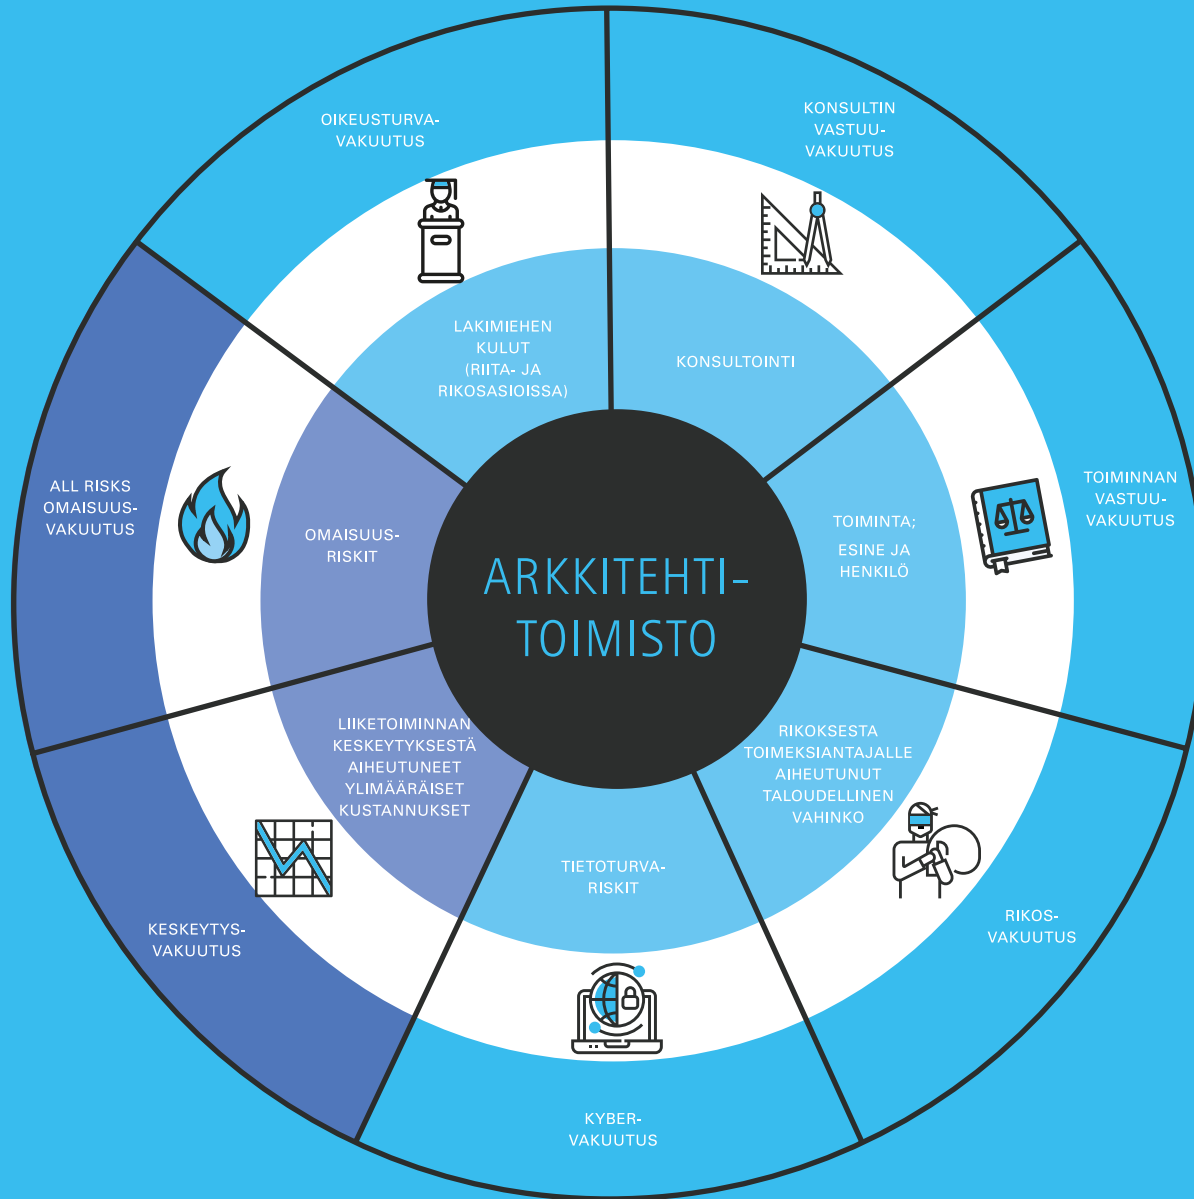 OIKEUSTURVA-
VAKUUTUS
KONSULTIN
VASTUU-
VAKUUTUS
LAKIMIEHEN
KULUT
(RIITA- JA
RIKOSASIOISSA)
KONSULTOINTI
ALL RISKS
OMAISUUS-
VAKUUTUS
OMAISUUS-
RISKIT
ARKKITEHTI-
TOIMISTO
TOIMINTA;
ESINE JA
HENKILÖ
TOIMINNAN
VASTUU-
VAKUUTUS
LIIKETOIMINNAN
KESKEYTYKSESTÄ
AIHEUTUNEET
YLIMÄÄRÄISET
KUSTANNUKSET
RIKOKSESTA
TOIMEKSIANTAJALLE
AIHEUTUNUT
TALOUDELLINEN
VAHINKO
TIETOTURVA-
RISKIT
KESKEYTYS-
VAKUUTUS
RIKOS-
VAKUUTUS
KYBER-
VAKUUTUS